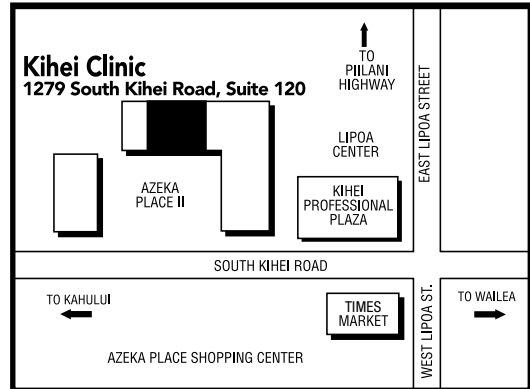 Kihei Clinic
1279 South Kihei Road, Suite 120
TO
PIILANI
HIGHWAY
LIPOA
CENTER
EAST LIPOA STREET
AZEKA
PLACE II
KIHEI
PROFESSIONAL
PLAZA
SOUTH KIHEI ROAD
TO KAHULUI
TIMES
MARKET
WEST LIPOA ST.
TO WAILEA
AZEKA PLACE SHOPPING CENTER